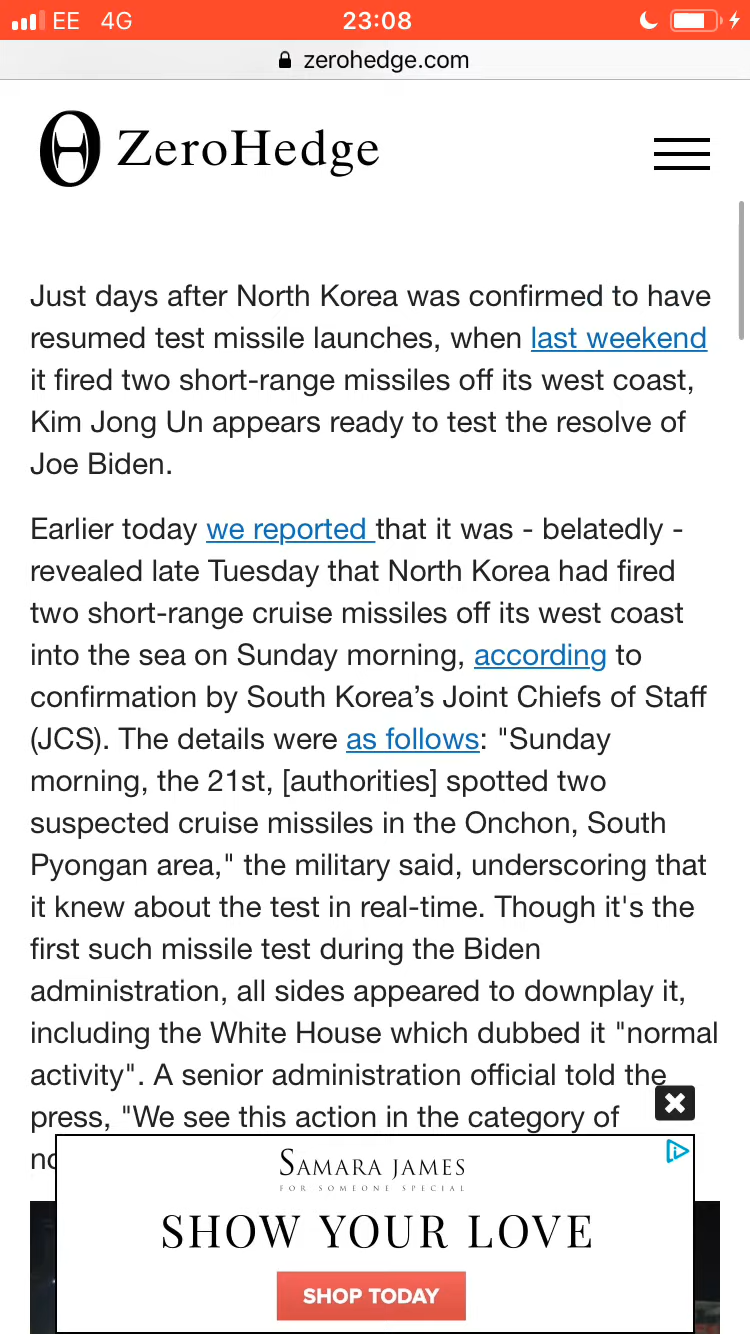 EE 4G 23:08
zerohedge.com
ZeroHedge
Just days after North Korea was confirmed to have
resumed test missile launches, when last weekend
it fired two short-range missiles off its west coast,
Kim Jong Un appears ready to test the resolve of
Joe Biden.
Earlier today we reported that it was - belatedly -
revealed late Tuesday that North Korea had fired
two short-range cruise missiles off its west coast
into the sea on Sunday morning, according to
confirmation by South Korea’s Joint Chiefs of Staff
(JCS). The details were as follows: "Sunday
morning, the 21st, [authorities] spotted two
suspected cruise missiles in the Onchon, South
Pyongan area," the military said, underscoring that
it knew about the test in real-time. Though it's the
first such missile test during the Biden
administration, all sides appeared to downplay it,
including the White House which dubbed it "normal
activity". A senior administration official told the
press, "We see this action in the category of
SAMARA JAMES
FOR SOMEONE SPECIAL
SHOW YOUR LOVE
SHOP TODAY